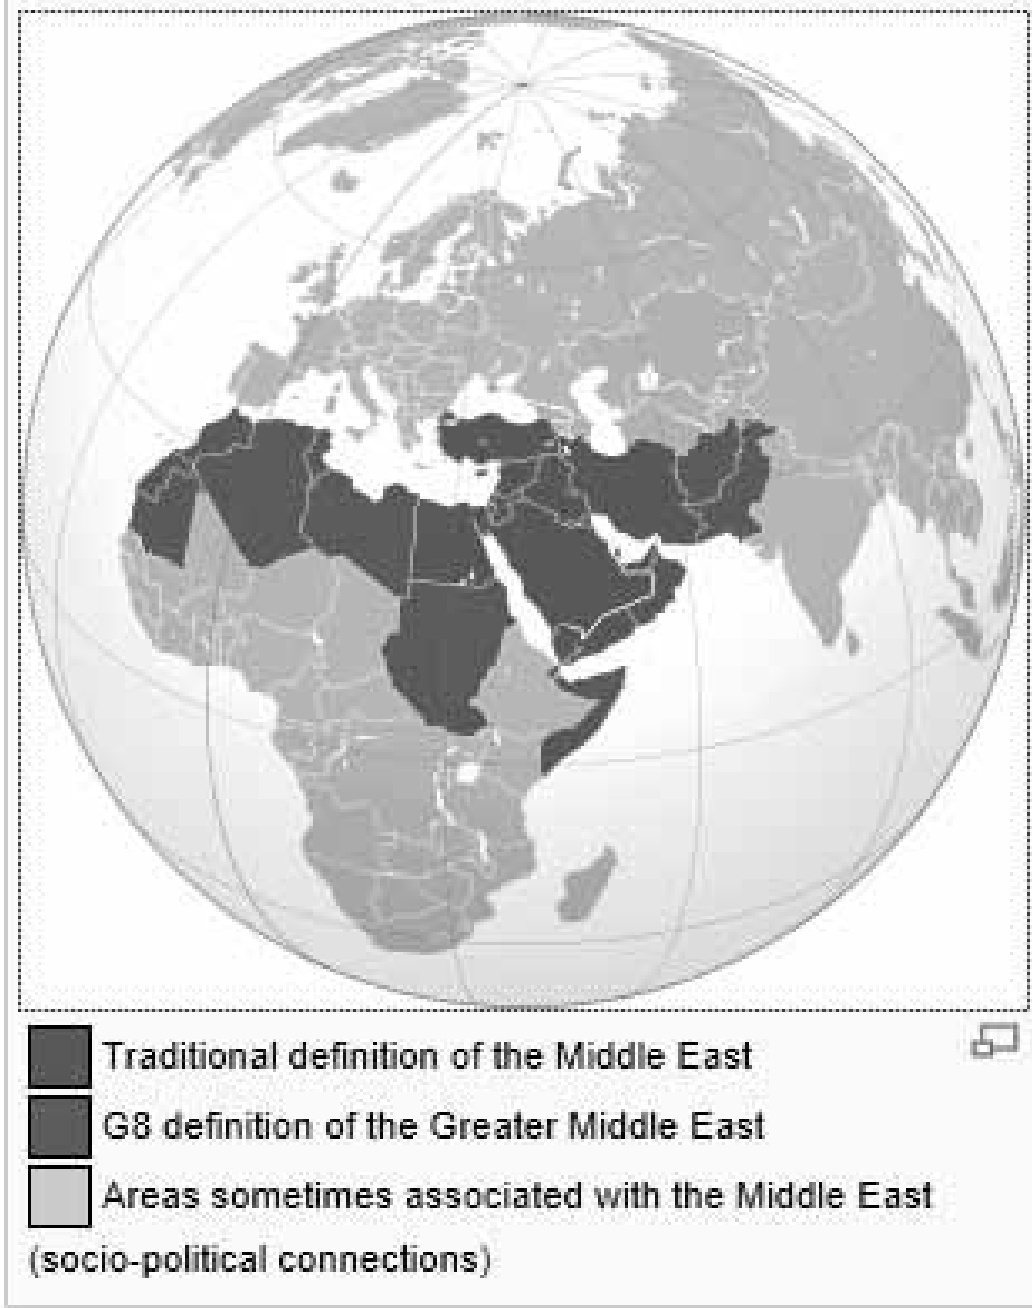 Traditional definition of the Middle East
G8 definition of the Greater Middle East
Areas sometimes associated with the Middle East
(socio-political connections)